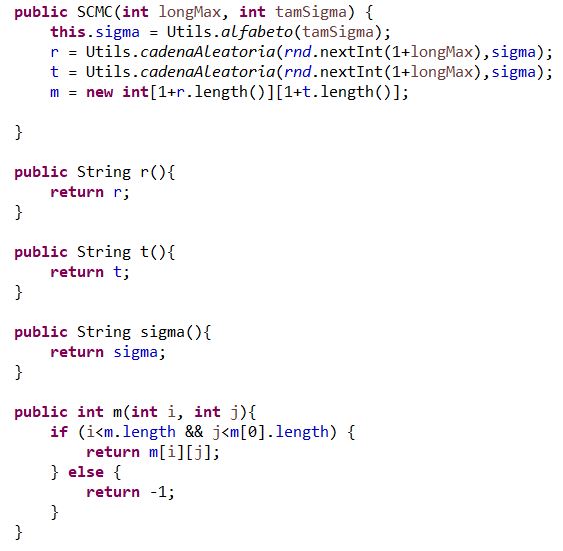 public SCMC(int longMax, int tamSigma) {
    this.sigma = Utils.alfabeto(tamSigma);
    r = Utils.cadenaAleatoria(rnd.nextInt(1+longMax),sigma);
    t = Utils.cadenaAleatoria(rnd.nextInt(1+longMax),sigma);
    m = new int[1+r.length()][1+t.length()];

}

public String r(){
    return r;
}

public String t(){
    return t;
}

public String sigma(){
    return sigma;
}

public int m(int i, int j){
    if (i<m.length && j<m[0].length) {
        return m[i][j];
    } else {
        return -1;
    }
}